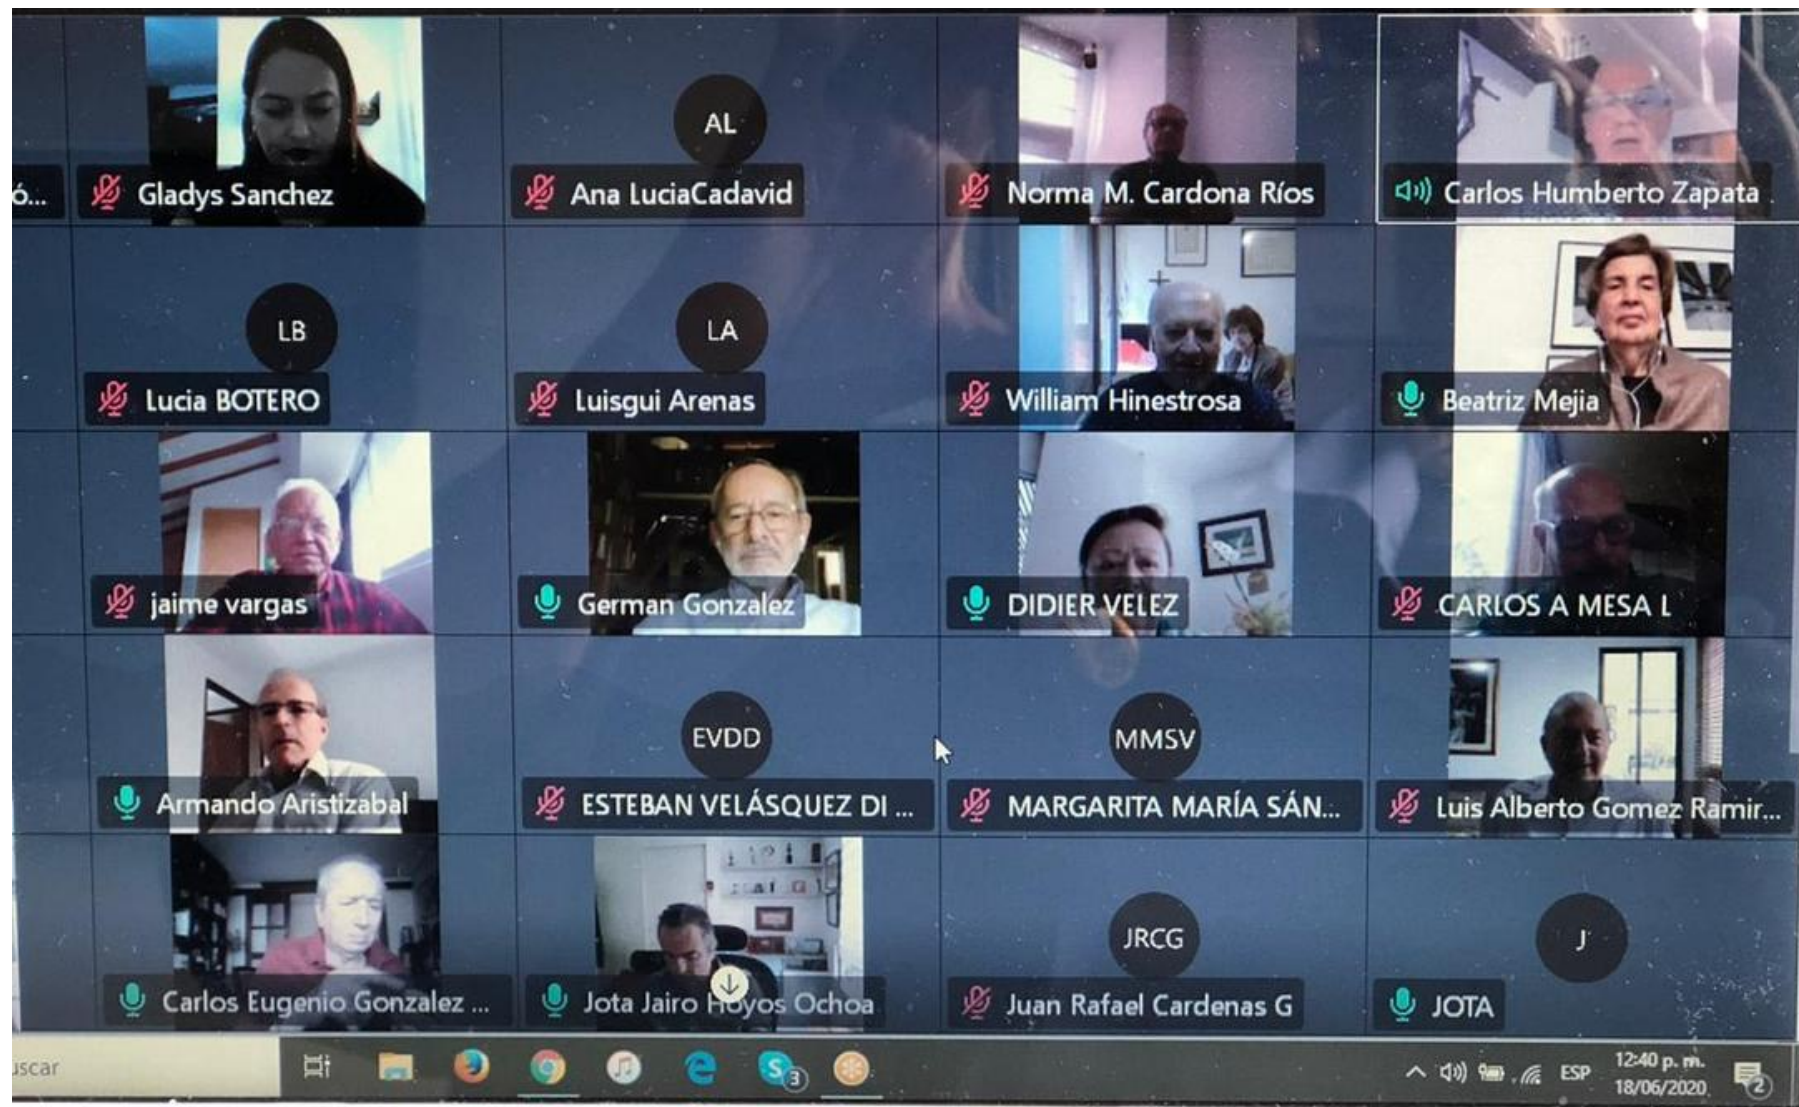 ó...
Gladys Sanchez
AL
Ana LuciaCadavid
Norma M. Cardona Ríos
Carlos Humberto Zapata
LB
Lucia BOTERO
LA
Luisgui Arenas
William Hinestrosa
Beatriz Mejia
jaime vargas
German Gonzalez
DIDIER VELEZ
CARLOS A MESA L
Armando Aristizabal
EVDD
ESTEBAN VELÁSQUEZ DI ...
MMSV
MARGARITA MARÍA SÁN...
Luis Alberto Gomez Ramir...
Carlos Eugenio Gonzalez ...
Jota Jairo Hoyos Ochoa
JRCG
Juan Rafael Cardenas G
J
JOTA
uscar
S
3
ESP
12:40 p. m.
18/06/2020
2